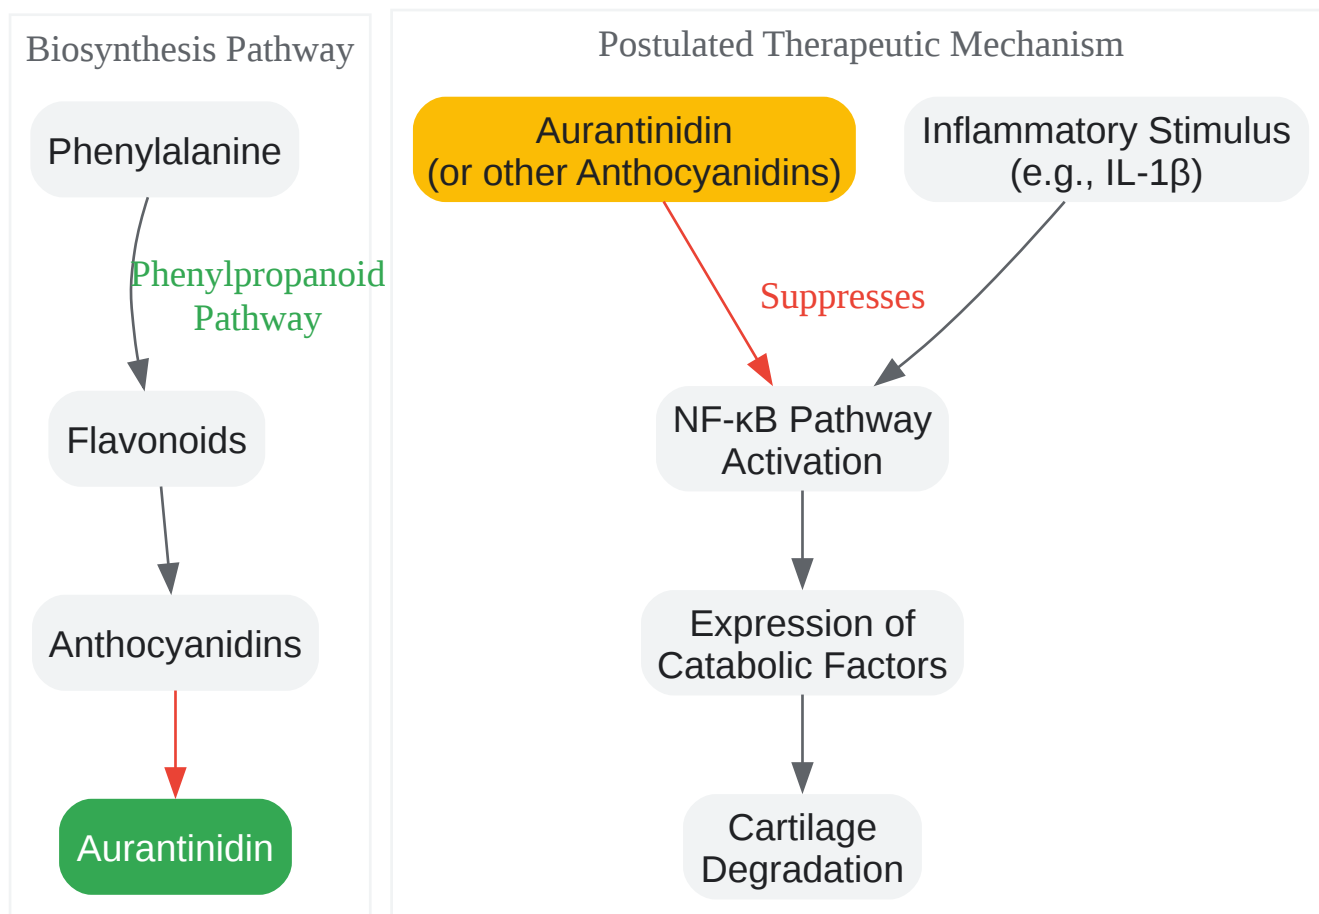 Biosynthesis Pathway
Phenylalanine
Phenylpropanoid
Pathway
Flavonoids
Anthocyanidins
Aurantinidin
Postulated Therapeutic Mechanism
Aurantinidin
(or other Anthocyanidins)
Inflammatory Stimulus
(e.g., IL-1β)
Suppresses
NF-κB Pathway
Activation
Expression of
Catabolic Factors
Cartilage
Degradation